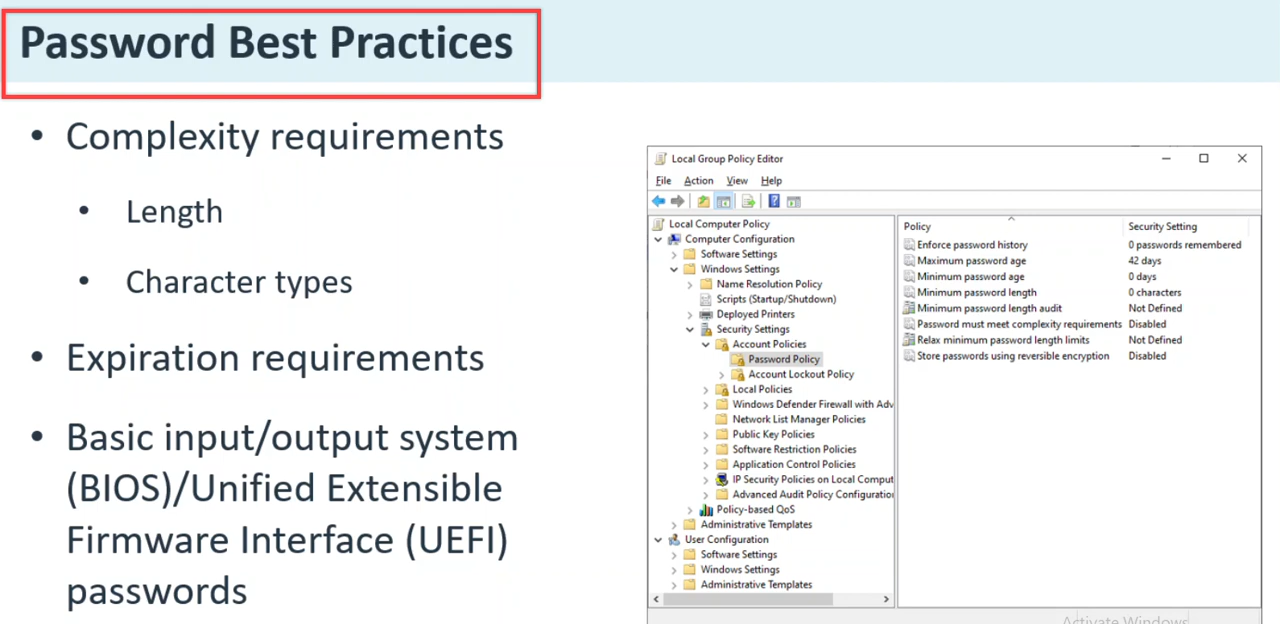 Password Best Practices
• Complexity requirements
• Length
• Character types
• Expiration requirements
• Basic input/output system
(BIOS)/Unified Extensible
Firmware Interface (UEFI)
passwords
Local Group Policy Editor
File Action View Help
Local Computer Policy
Computer Configuration
Software Settings
Windows Settings
Name Resolution Policy
Scripts (Startup/Shutdown)
Deployed Printers
Security Settings
Account Policies
Password Policy
Account Lockout Policy
Local Policies
Windows Defender Firewall with Adv
Network List Manager Policies
Public Key Policies
Software Restriction Policies
Application Control Policies
IP Security Policies on Local Comput
Advanced Audit Policy Configuratio
Policy-based QoS
Administrative Templates
User Configuration
Software Settings
Windows Settings
Administrative Templates
Policy Security Setting
Enforce password history 0 passwords remembered
Maximum password age 42 days
Minimum password age 0 days
Minimum password length 0 characters
Minimum password length audit Not Defined
Password must meet complexity requirements Disabled
Relax minimum password length limits Not Defined
Store passwords using reversible encryption Disabled
Activate Windows